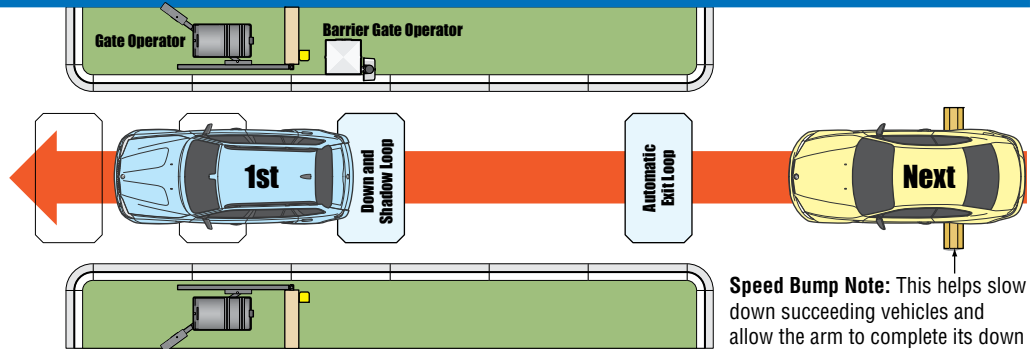 Gate Operator
Barrier Gate Operator
1st
Down and
Shadow Loop
Automatic
Exit Loop
Next
Speed Bump Note: This helps slow
down succeeding vehicles and
allow the arm to complete its down